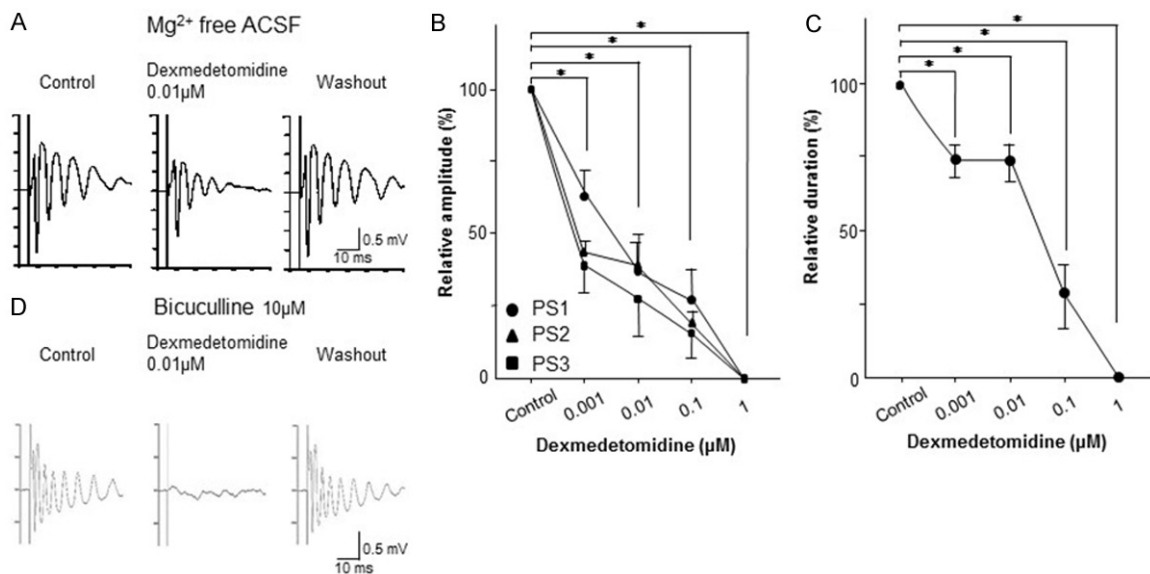 A
Mg²⁺ free ACSF
Control
Dexmedetomidine
0.01µM
Washout
0.5 mV
10 ms
B
*
*
*
*
100
50
0
Relative amplitude (%)
PS1
PS2
PS3
Control
0.001
0.01
0.1
1
Dexmedetomidine (µM)
C
*
*
*
*
100
50
0
Relative duration (%)
Control
0.001
0.01
0.1
1
Dexmedetomidine (µM)
D
Bicuculline 10µM
Control
Dexmedetomidine
0.01µM
Washout
0.5 mV
10 ms